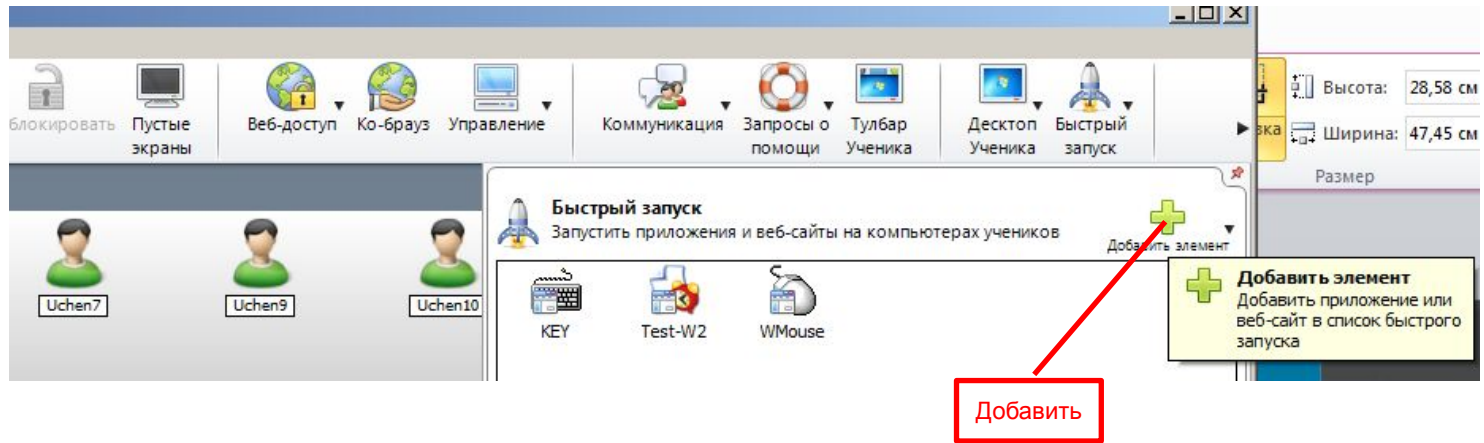 блокировать
Пустые
экраны
Веб-доступ
Ко-брауз
Управление
Коммуникация
Запросы о
помощи
Тулбар
Ученика
Десктоп
Ученика
Быстрый
запуск
Высота: 28,58 см
вка
Ширина: 47,45 см
Размер
Быстрый запуск
Запустить приложения и веб-сайты на компьютерах учеников
Добавить элемент
Uchen7
Uchen9
Uchen10
KEY
Test-W2
WMouse
Добавить элемент
Добавить приложение или
веб-сайт в список быстрого
запуска
Добавить